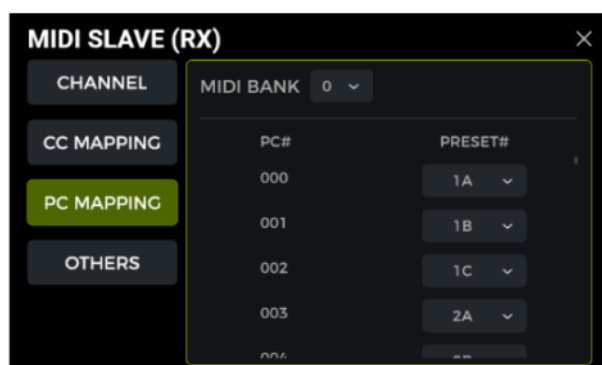 MIDI SLAVE (RX)
CHANNEL
CC MAPPING
PC MAPPING
OTHERS
MIDI BANK 0
PC# PRESET#
000 1A
001 1B
002 1C
003 2A